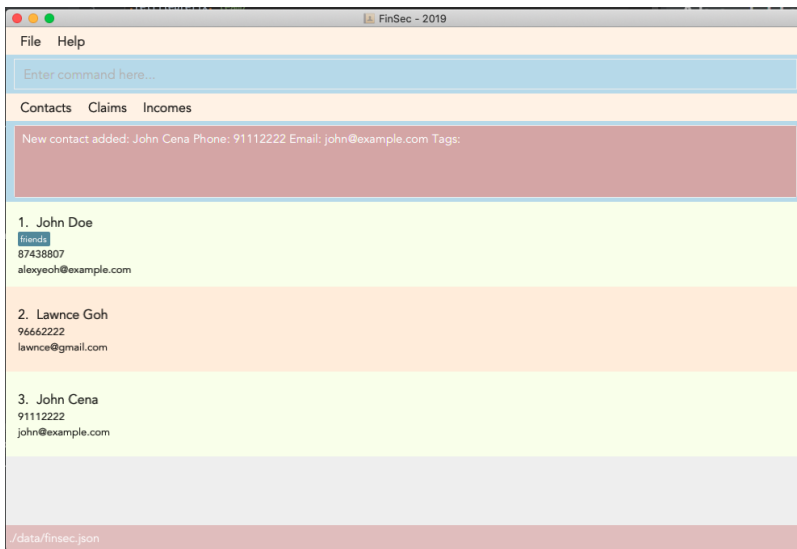 FinSec - 2019
File Help
Enter command here...
Contacts Claims Incomes
New contact added: John Cena Phone: 91112222 Email: john@example.com Tags:
1. John Doe
friends
87438807
alexyeoh@example.com
2. Lawnce Goh
96662222
lawnce@gmail.com
3. John Cena
91112222
john@example.com
./data/finsec.json